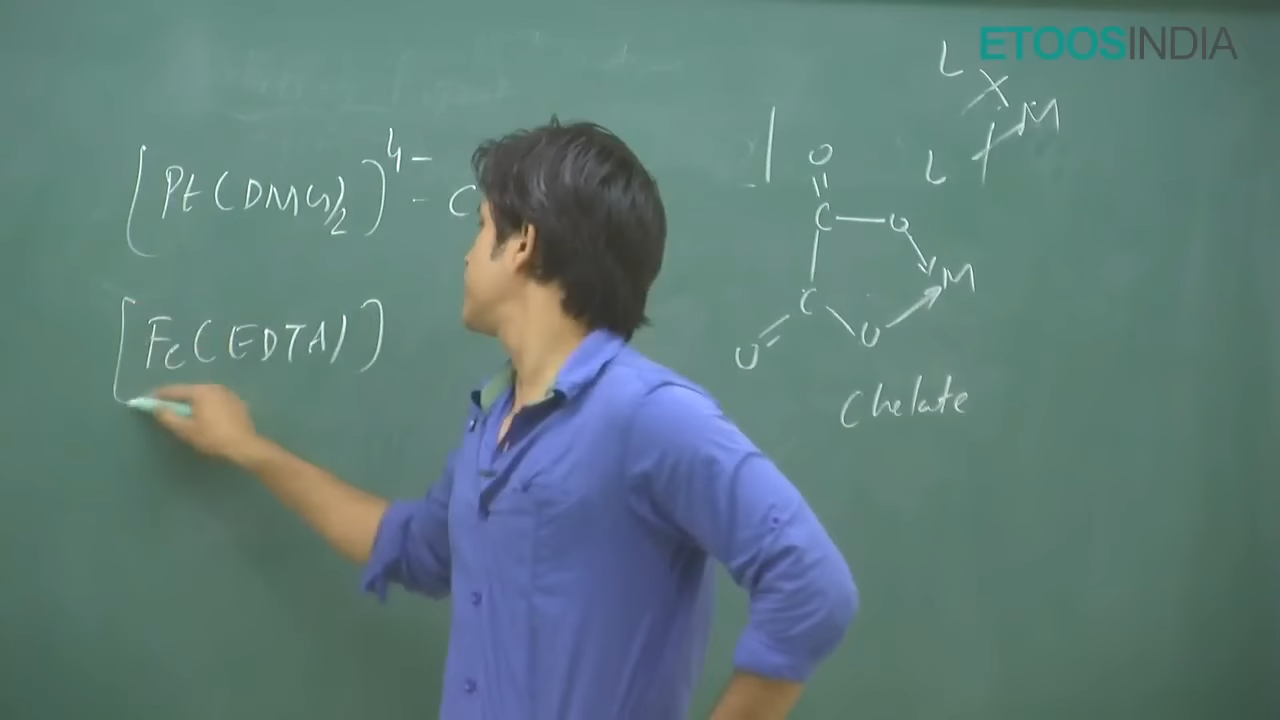 ETOOSINDIA
[Pt(DMG)2]4-
- C
[Fe(EDTA)]
L
M
L
O
C
O
M
C
O
O
Chelate